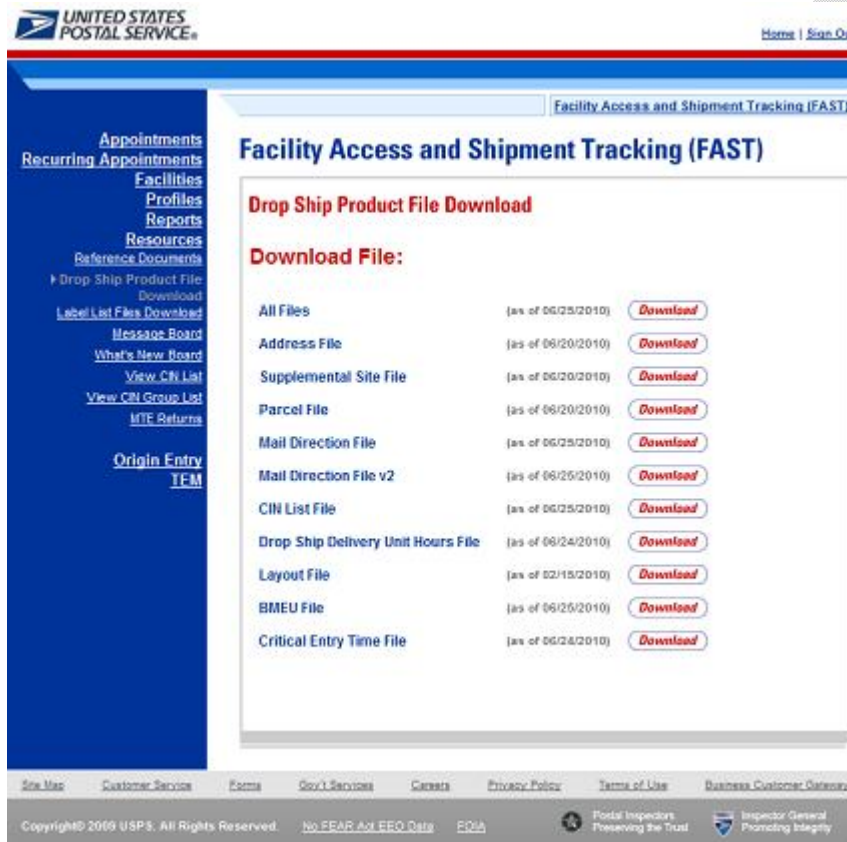 UNITED STATES
POSTAL SERVICE®
Home | Sign O
Facility Access and Shipment Tracking (FAST)
Appointments
Recurring Appointments
Facilities
Profiles
Reports
Resources
Reference Documents
Drop Ship Product File
Download
Label List Files Download
Message Board
What's New Board
View CIN List
View CIN Group List
MTE Returns
Origin Entry
TEM
Facility Access and Shipment Tracking (FAST)
Drop Ship Product File Download
Download File:
All Files (as of 06/25/2010) Download
Address File (as of 06/20/2010) Download
Supplemental Site File (as of 06/20/2010) Download
Parcel File (as of 06/20/2010) Download
Mail Direction File (as of 06/25/2010) Download
Mail Direction File v2 (as of 06/25/2010) Download
CIN List File (as of 06/25/2010) Download
Drop Ship Delivery Unit Hours File (as of 06/24/2010) Download
Layout File (as of 02/15/2010) Download
BMEU File (as of 06/25/2010) Download
Critical Entry Time File (as of 06/24/2010) Download
Site Map Customer Service Forms Gov't Services Careers Privacy Policy Terms of Use Business Customer Gateway
Copyright© 2009 USPS. All Rights Reserved. No FEAR Act EEO Data FOIA
Postal Inspectors
Preserving the Trust
Inspector General
Promoting Integrity